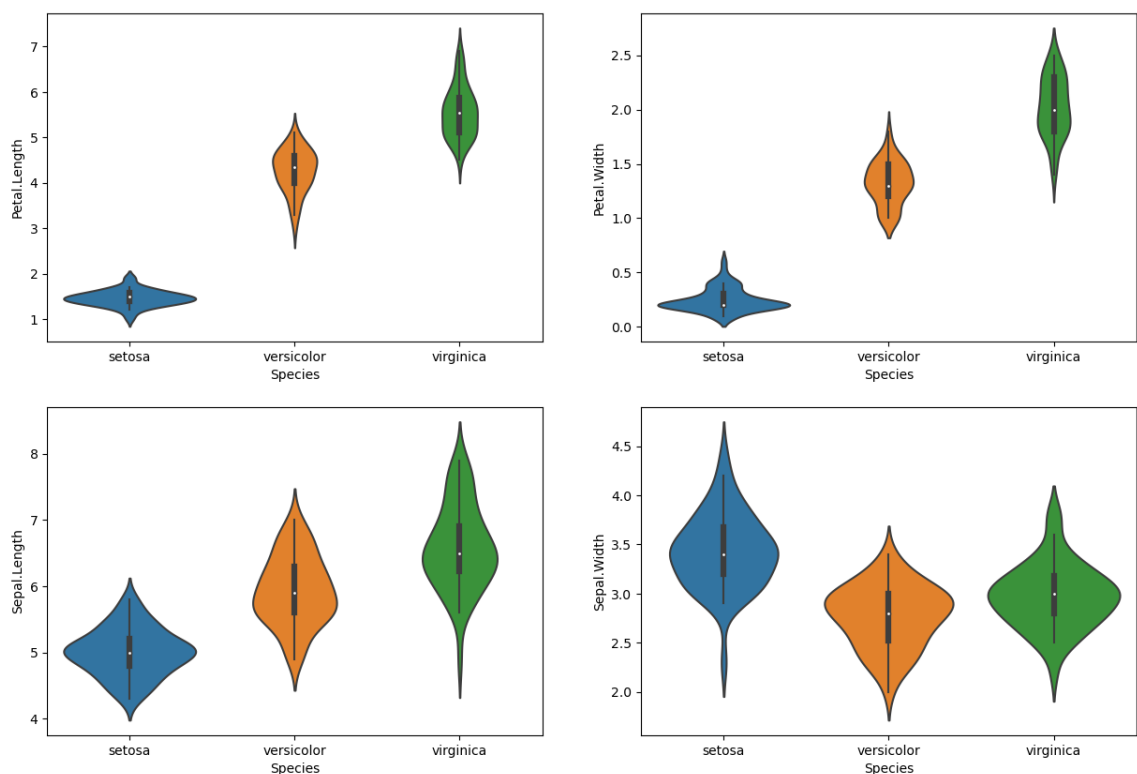 Petal.Length
7
6
5
4
3
2
1
setosa versicolor virginica
Species
Petal.Width
2.5
2.0
1.5
1.0
0.5
0.0
setosa versicolor virginica
Species
Sepal.Length
8
7
6
5
4
setosa versicolor virginica
Species
Sepal.Width
4.5
4.0
3.5
3.0
2.5
2.0
setosa versicolor virginica
Species